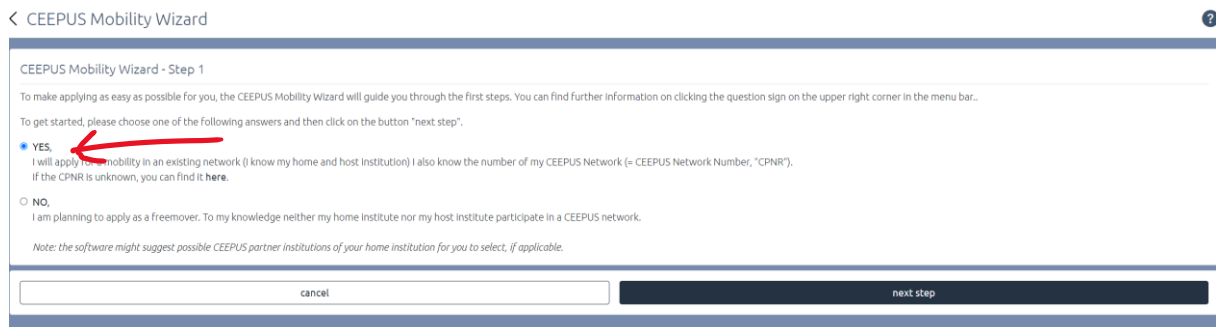 CEEPUS Mobility Wizard
?
CEEPUS Mobility Wizard - Step 1
To make applying as easy as possible for you, the CEEPUS Mobility Wizard will guide you through the first steps. You can find further information on clicking the question sign on the upper right corner in the menu bar..
To get started, please choose one of the following answers and then click on the button "next step".
YES,
I will apply for a mobility in an existing network (I know my home and host institution) I also know the number of my CEEPUS Network (= CEEPUS Network Number, "CPNR").
If the CPNR is unknown, you can find it here.
NO,
I am planning to apply as a freemover. To my knowledge neither my home institute nor my host institute participate in a CEEPUS network.
Note: the software might suggest possible CEEPUS partner institutions of your home institution for you to select, if applicable.
cancel
next step